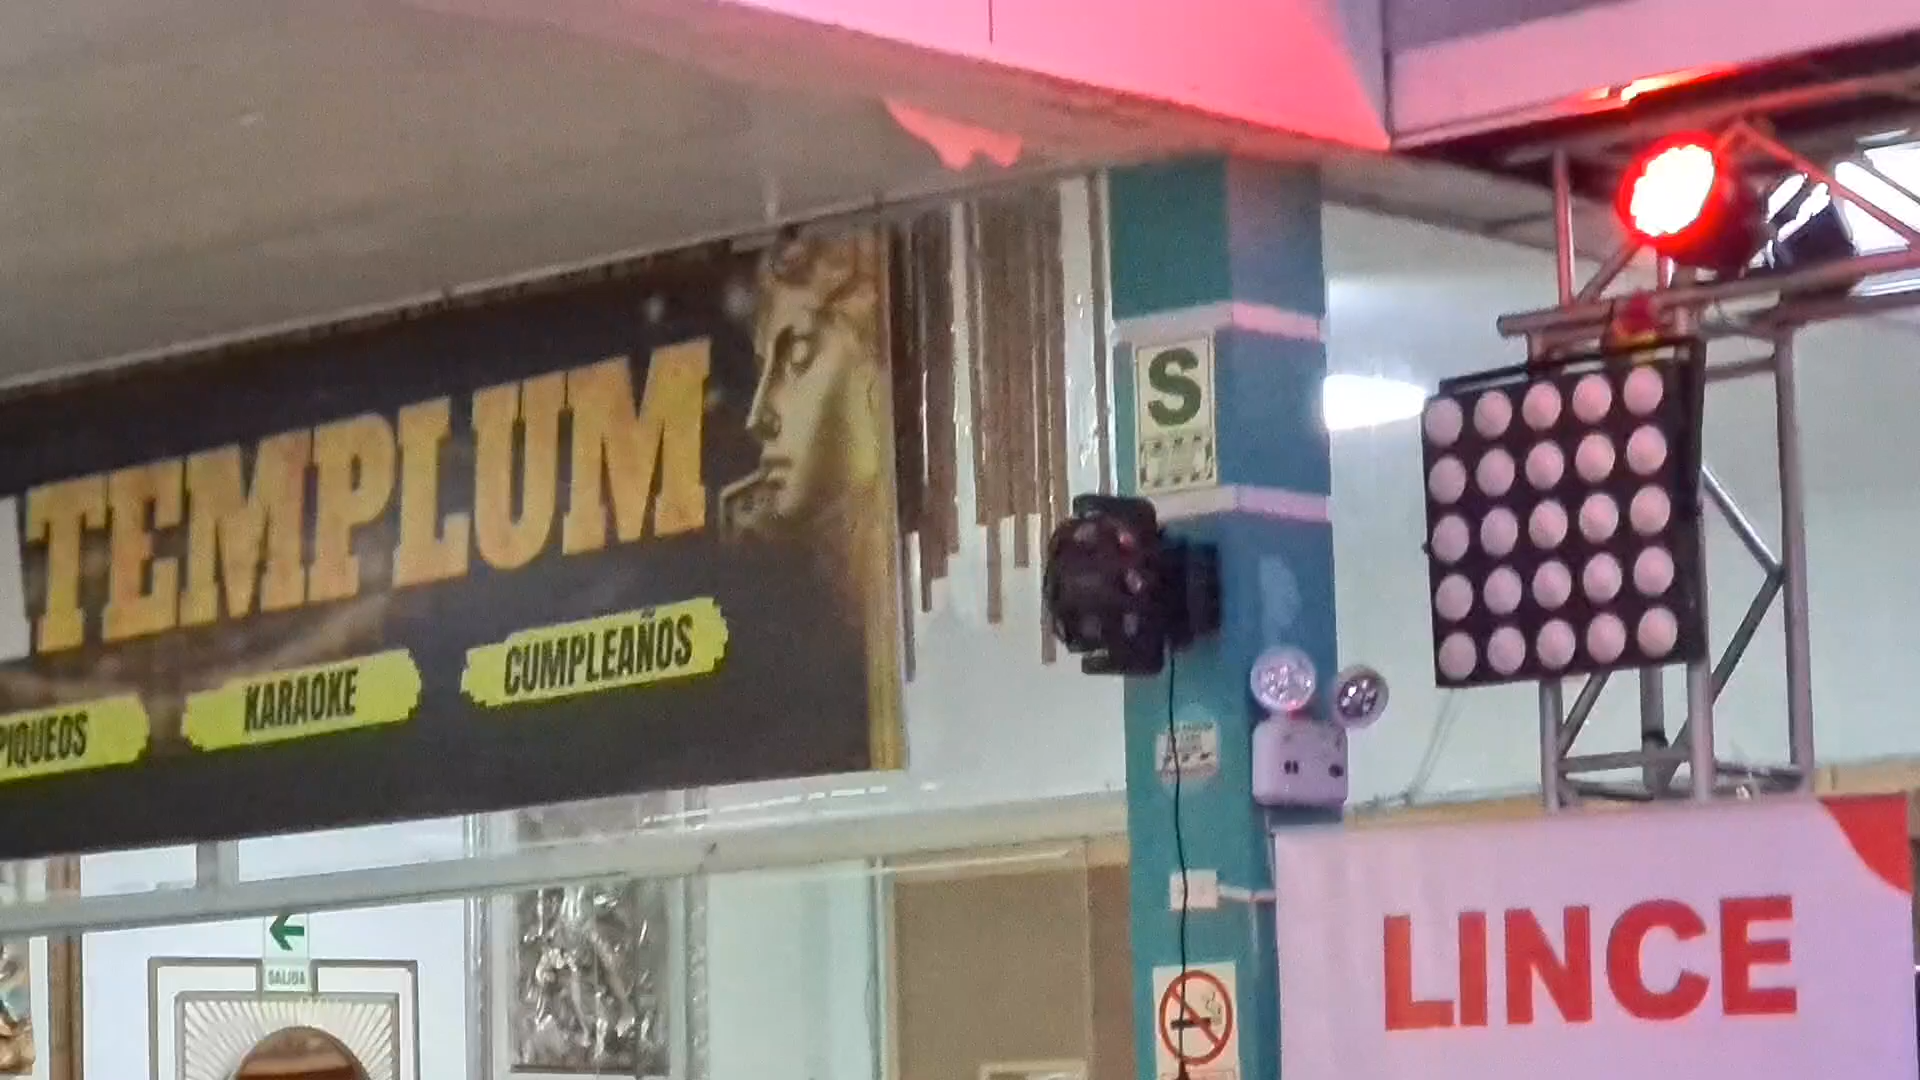 TEMPLUM
PIQUEOS
KARAOKE
CUMPLEAÑOS
S
SALIDA
LINCE